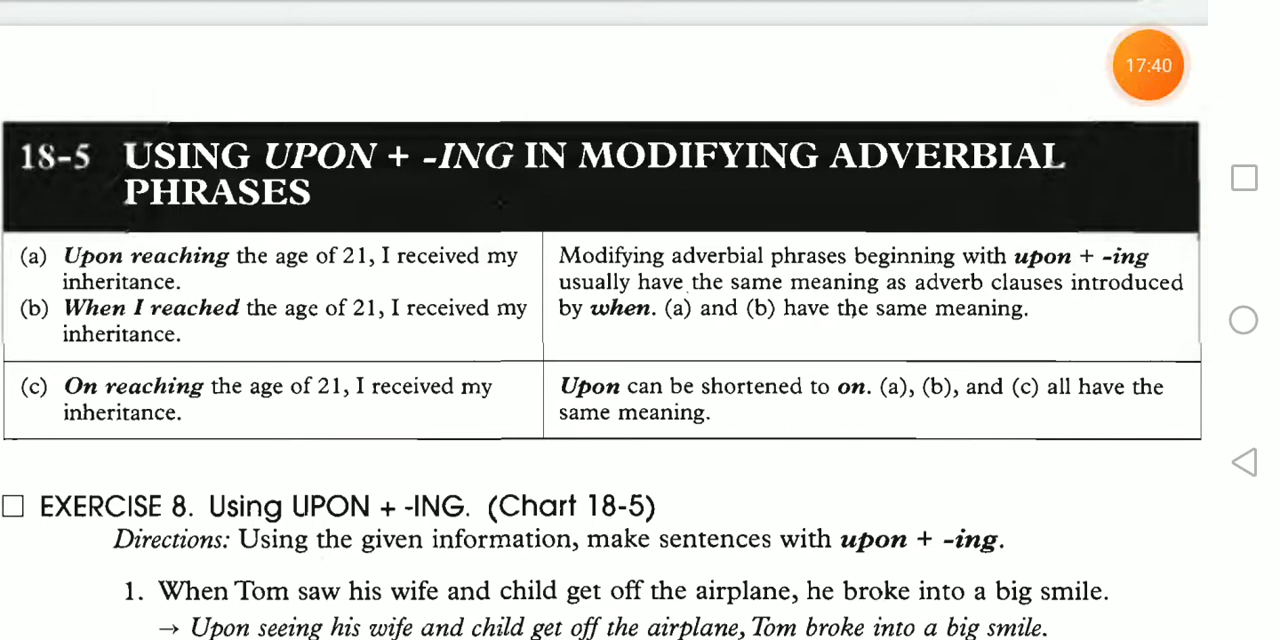 17:40
18-5 USING UPON + -ING IN MODIFYING ADVERBIAL
PHRASES
(a) Upon reaching the age of 21, I received my
inheritance.
(b) When I reached the age of 21, I received my
inheritance.
Modifying adverbial phrases beginning with upon + -ing
usually have the same meaning as adverb clauses introduced
by when. (a) and (b) have the same meaning.
(c) On reaching the age of 21, I received my
inheritance.
Upon can be shortened to on. (a), (b), and (c) all have the
same meaning.
EXERCISE 8. Using UPON + -ING. (Chart 18-5)
Directions: Using the given information, make sentences with upon + -ing.
1. When Tom saw his wife and child get off the airplane, he broke into a big smile.
→ Upon seeing his wife and child get off the airplane, Tom broke into a big smile.